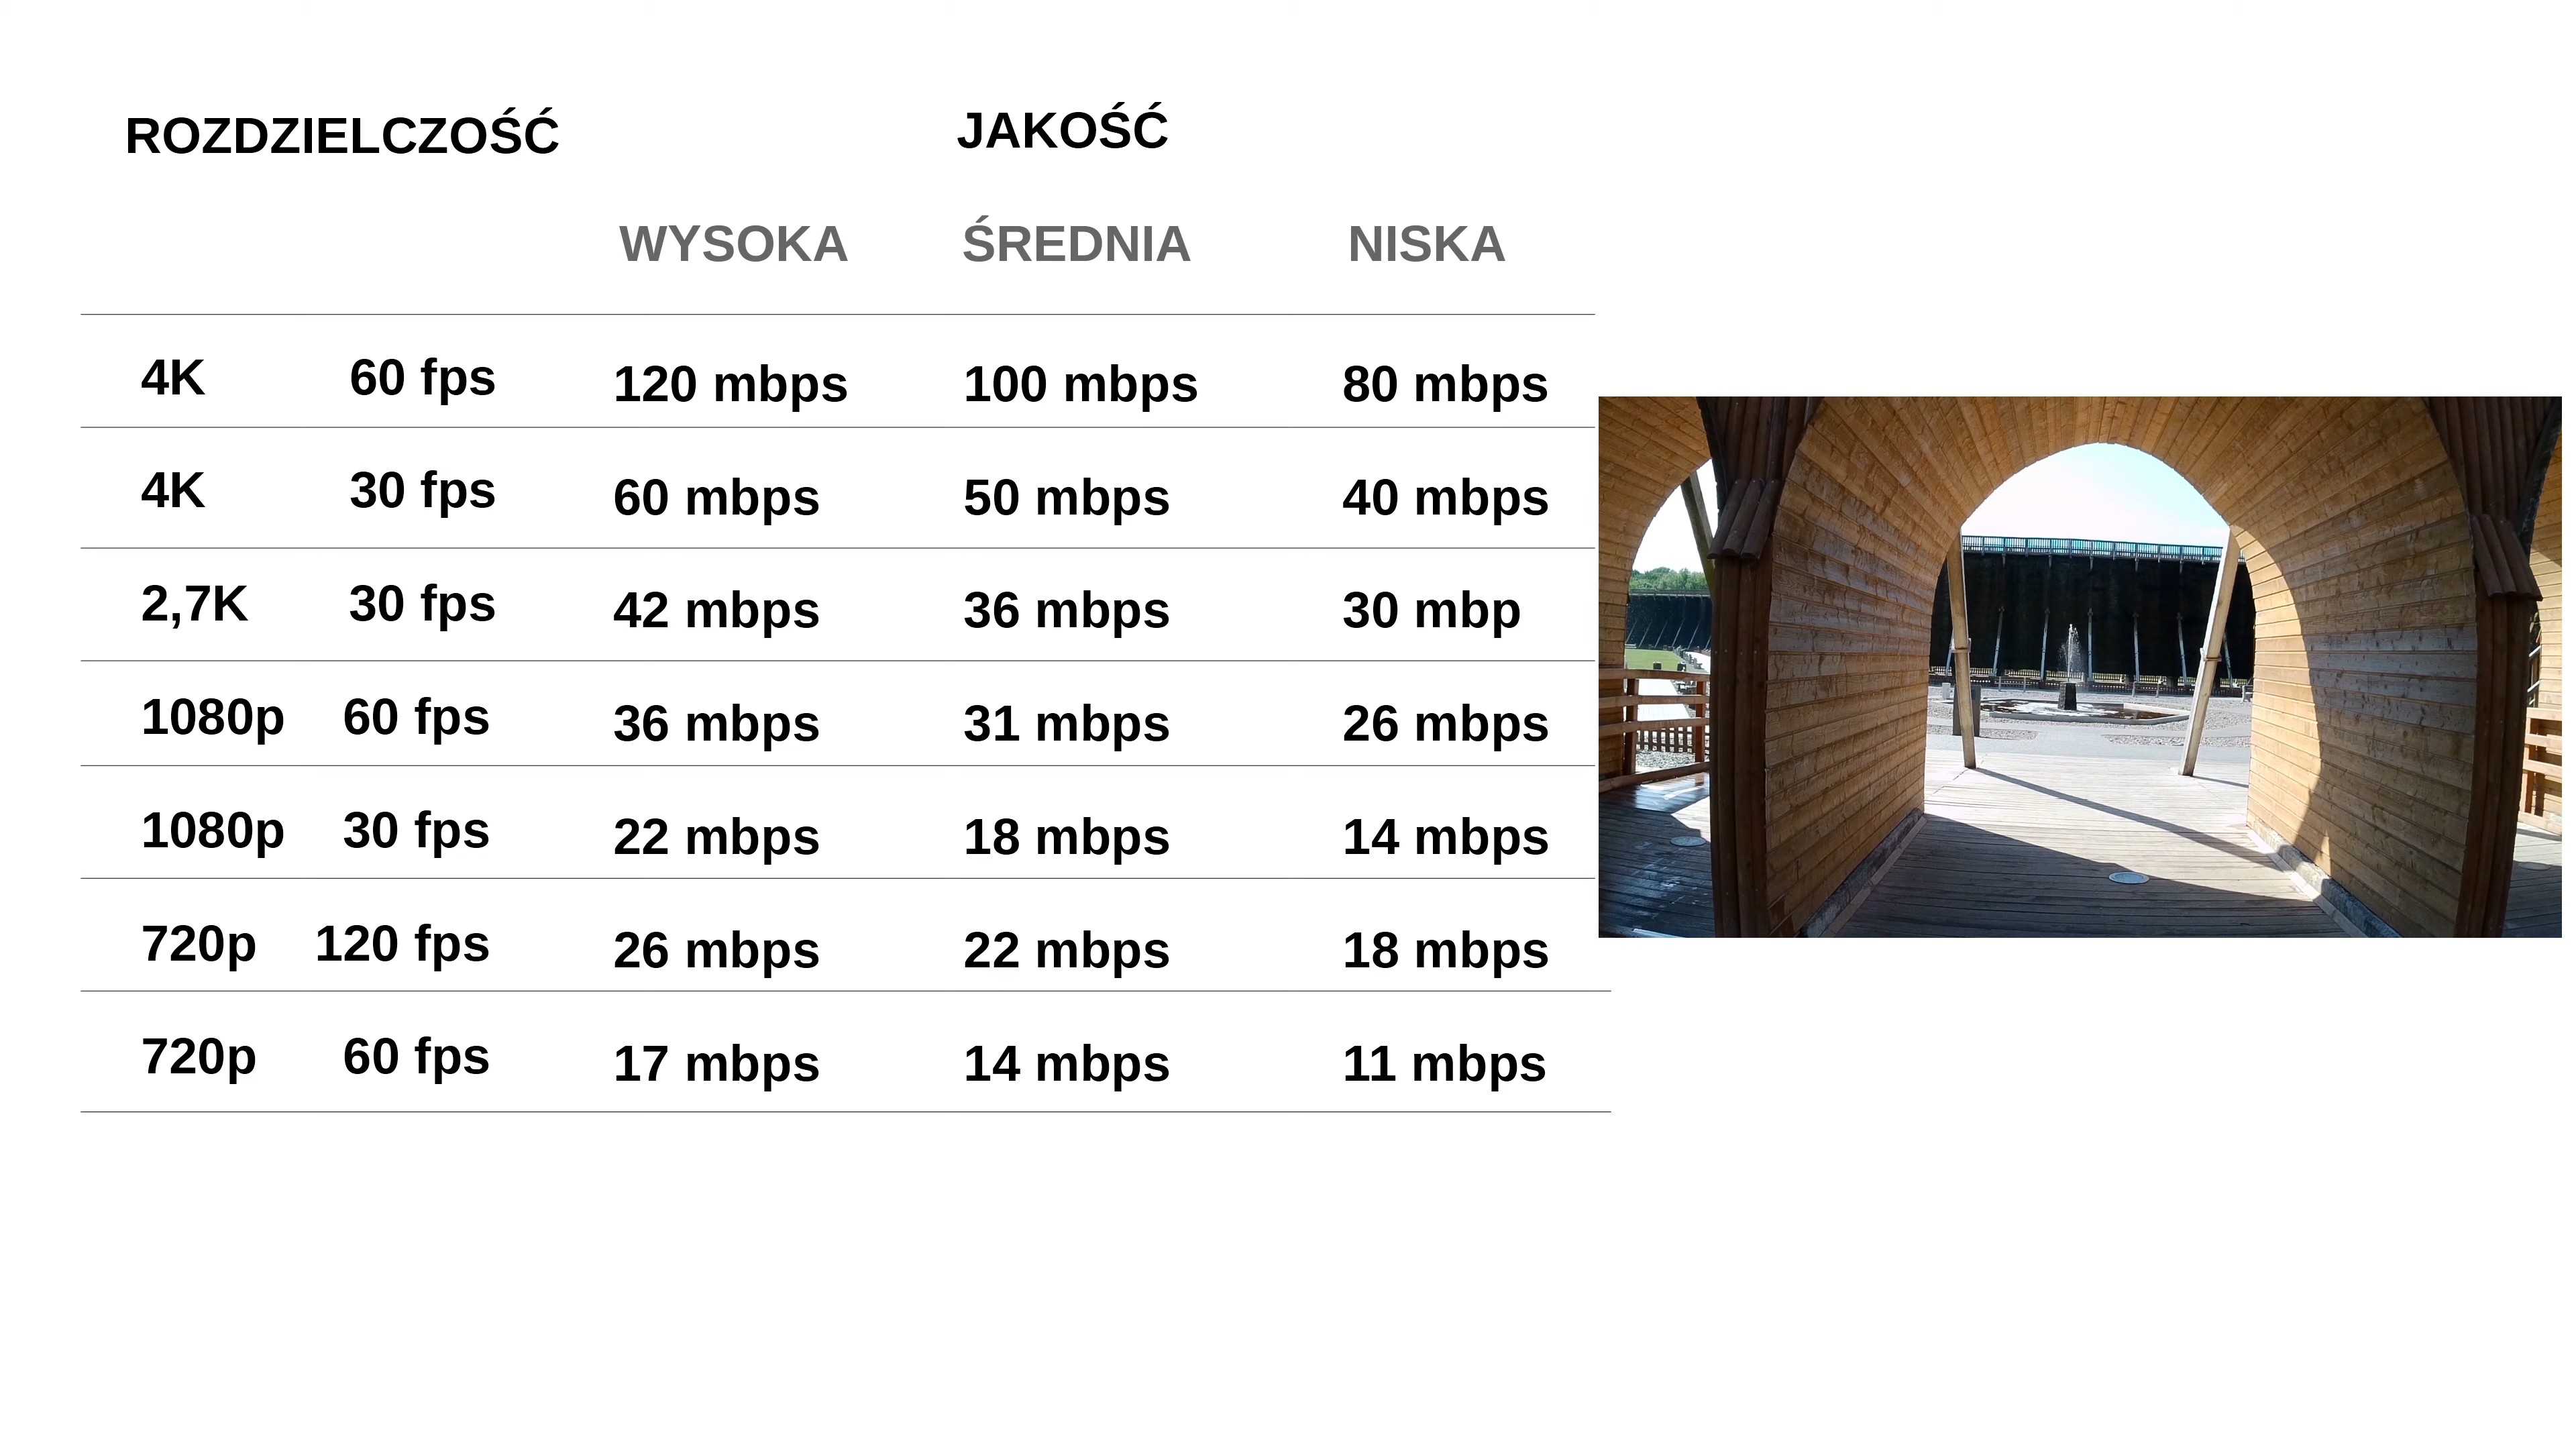 ROZDZIELCZOŚĆ JAKOŚĆ
WYSOKA ŚREDNIA NISKA
4K 60 fps 120 mbps 100 mbps 80 mbps
4K 30 fps 60 mbps 50 mbps 40 mbps
2,7K 30 fps 42 mbps 36 mbps 30 mbp
1080p 60 fps 36 mbps 31 mbps 26 mbps
1080p 30 fps 22 mbps 18 mbps 14 mbps
720p 120 fps 26 mbps 22 mbps 18 mbps
720p 60 fps 17 mbps 14 mbps 11 mbps